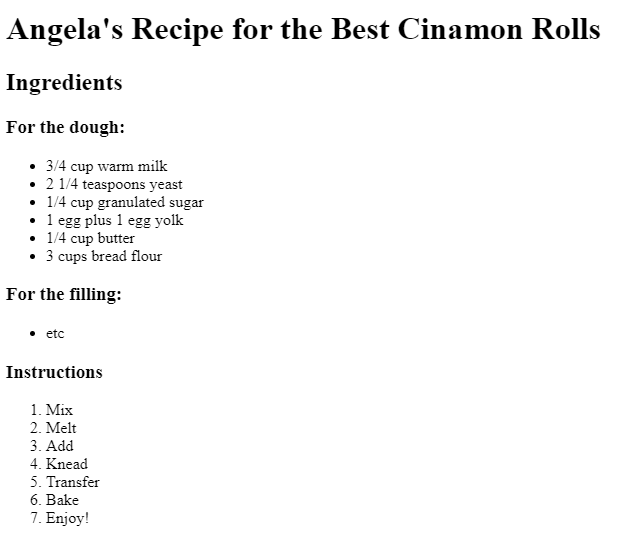 Angela's Recipe for the Best Cinamon Rolls
Ingredients
For the dough:
• 3/4 cup warm milk
• 2 1/4 teaspoons yeast
• 1/4 cup granulated sugar
• 1 egg plus 1 egg yolk
• 1/4 cup butter
• 3 cups bread flour
For the filling:
• etc
Instructions
1. Mix
2. Melt
3. Add
4. Knead
5. Transfer
6. Bake
7. Enjoy!